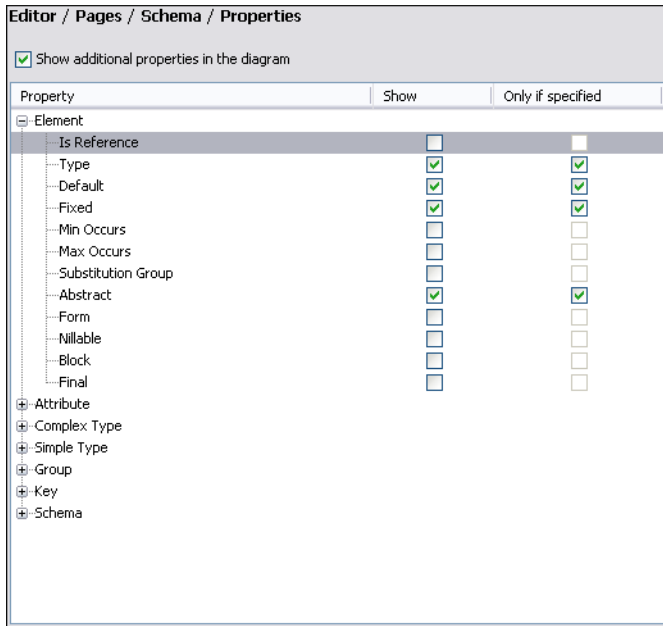 Editor / Pages / Schema / Properties
Show additional properties in the diagram
Property Show Only if specified
Element
Is Reference
Type
Default
Fixed
Min Occurs
Max Occurs
Substitution Group
Abstract
Form
Nillable
Block
Final
Attribute
Complex Type
Simple Type
Group
Key
Schema